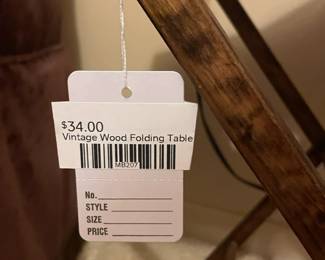 $34.00
Vintage Wood Folding Table
MB207
No.
STYLE
SIZE
PRICE